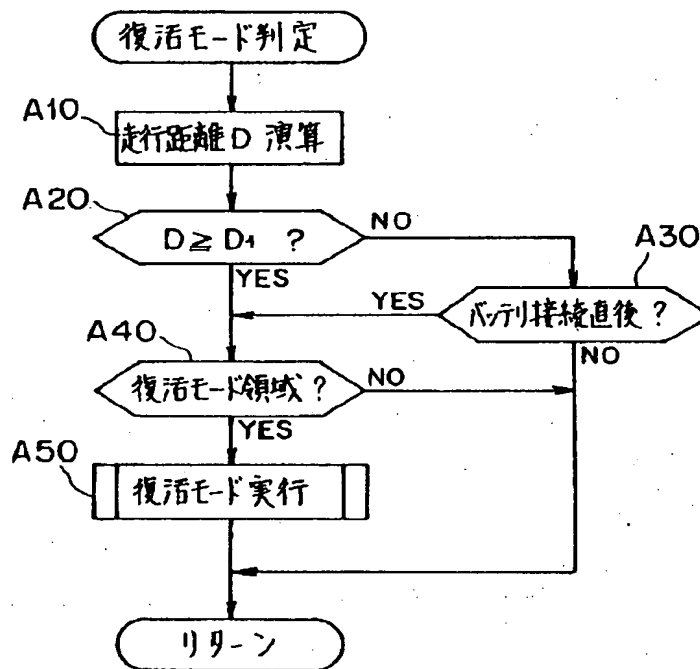 復活モード判定
A10
走行距離D 演算
A20
D≧D1 ?
NO
A30
YES
YES
バッテリ接続直後?
A40
NO
復活モード領域?
NO
YES
A50
復活モード実行
リターン